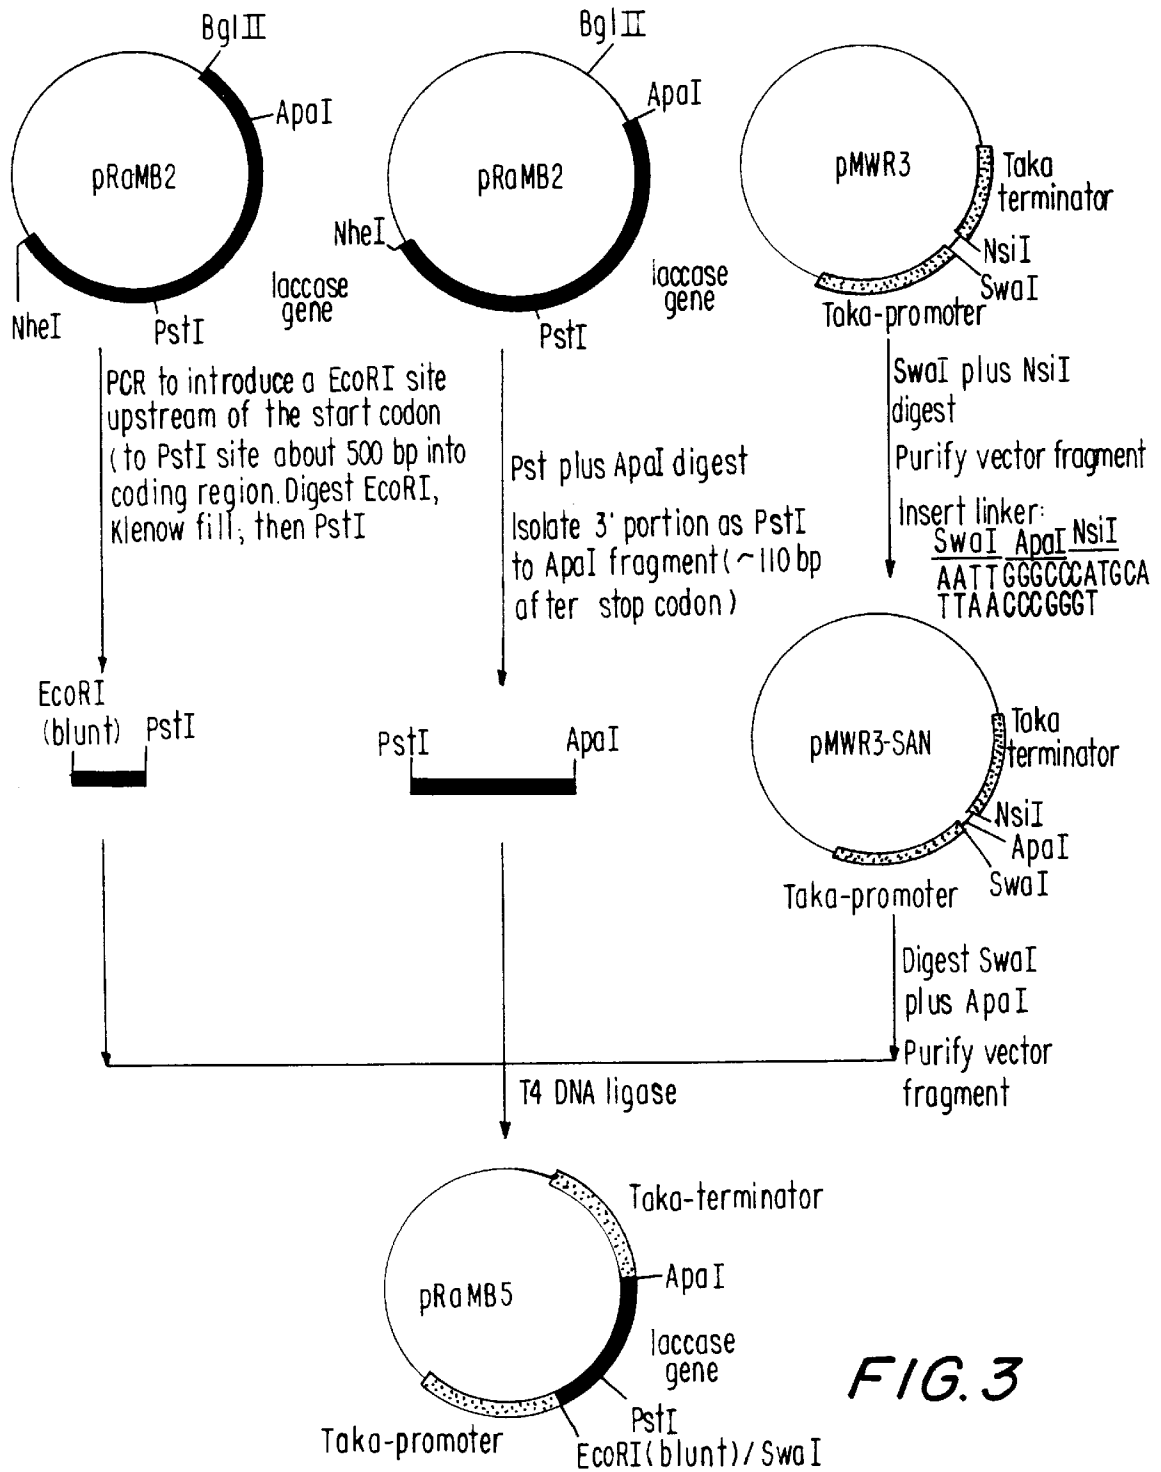 BglII
ApaI
pRaMB2
NheI
PstI
laccase
gene
BglII
ApaI
pRaMB2
NheI
PstI
laccase
gene
pMWR3
Taka
terminator
NsiI
SwaI
Taka-promoter
PCR to introduce a EcoRI site
upstream of the start codon
(to PstI site about 500 bp into
coding region. Digest EcoRI,
Klenow fill, then PstI
Pst plus ApaI digest
Isolate 3' portion as PstI
to ApaI fragment (~110 bp
after stop codon)
SwaI plus NsiI
digest
Purify vector fragment
Insert linker:
SwaI ApaI NsiI
AATTGGGCCCATGCA
TTAACCCGGGT
EcoRI
(blunt) PstI
PstI ApaI
pMWR3-SAN
Taka
terminator
NsiI
ApaI
SwaI
Taka-promoter
Digest SwaI
plus ApaI
Purify vector
fragment
T4 DNA ligase
Taka-terminator
ApaI
pRaMB5
laccase
gene
PstI
EcoRI(blunt)/SwaI
Taka-promoter
FIG. 3